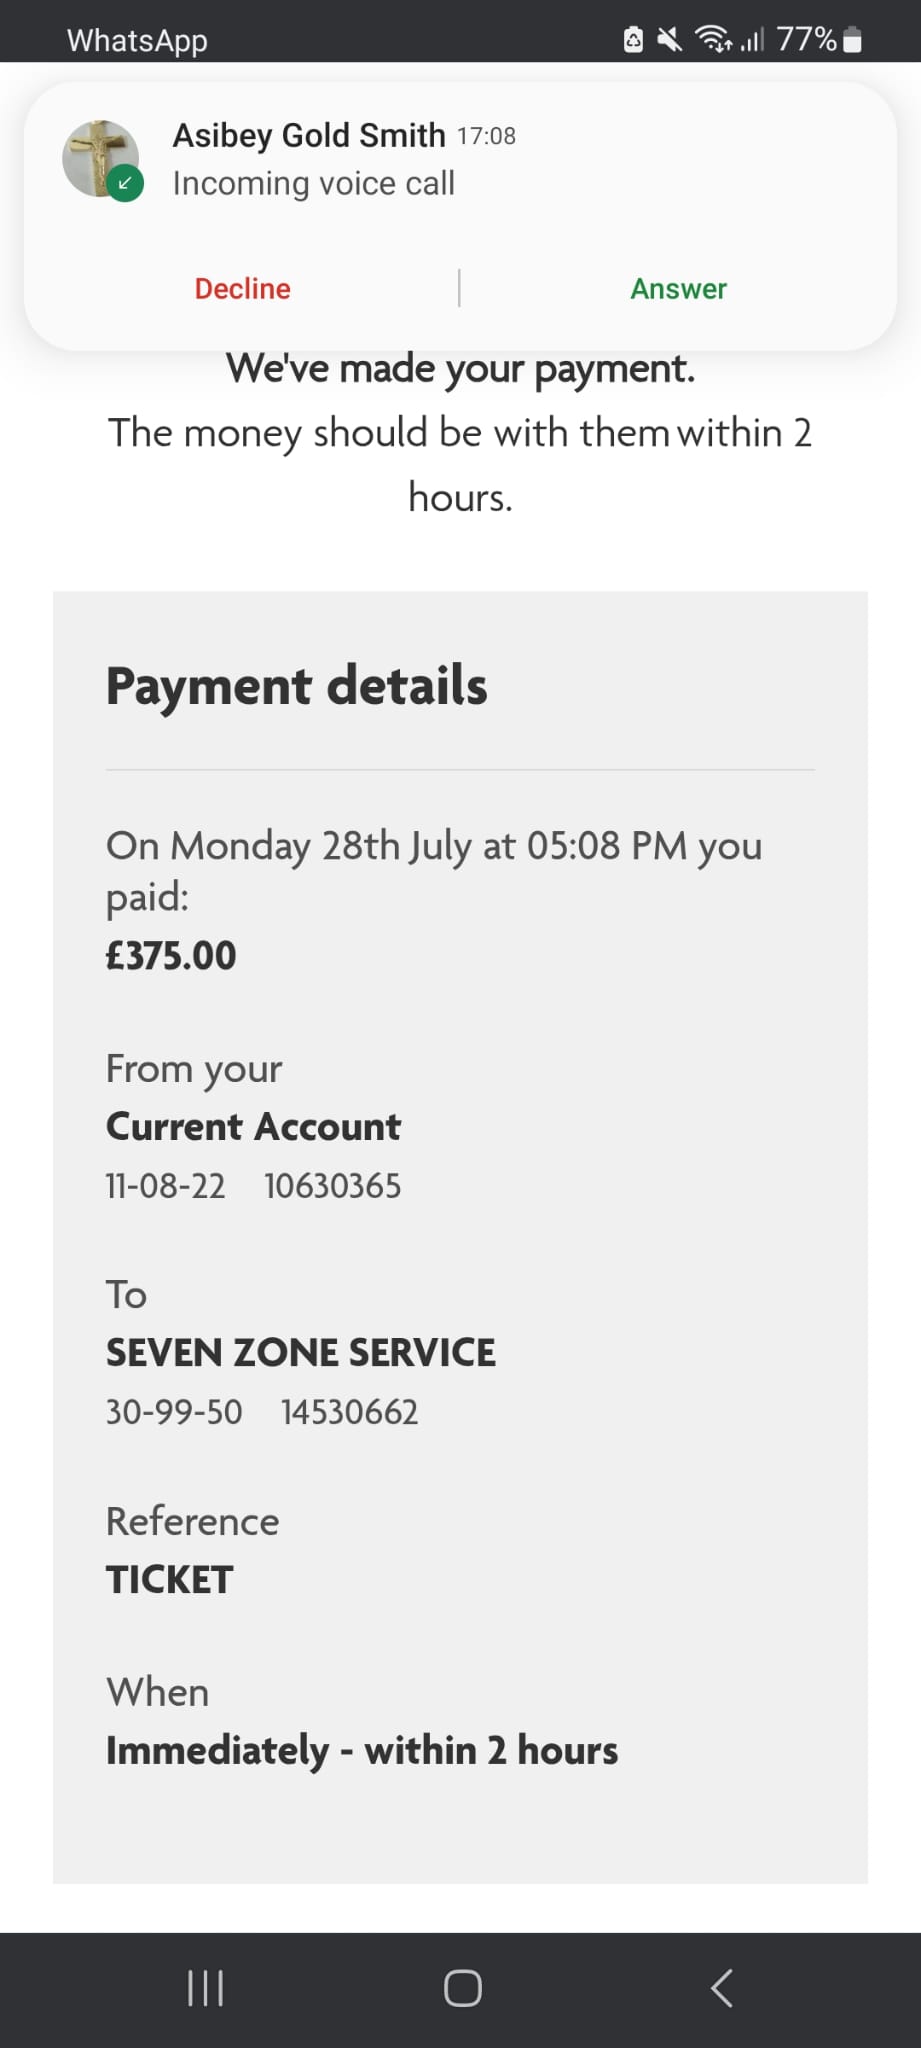 WhatsApp 77%
Asibey Gold Smith 17:08
Incoming voice call
Decline Answer
We've made your payment.
The money should be with them within 2
hours.
Payment details
On Monday 28th July at 05:08 PM you
paid:
£375.00
From your
Current Account
11-08-22 10630365
To
SEVEN ZONE SERVICE
30-99-50 14530662
Reference
TICKET
When
Immediately - within 2 hours